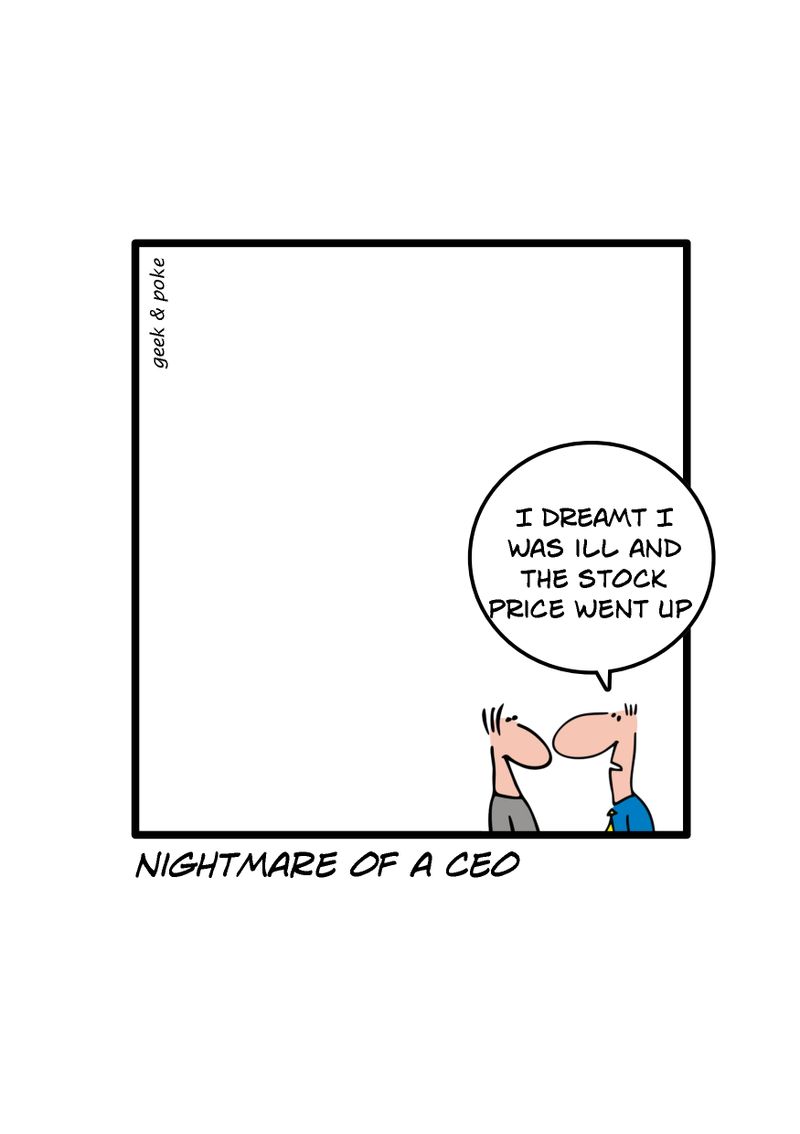 geek & poke
I DREAMT I
WAS ILL AND
THE STOCK
PRICE WENT UP
NIGHTMARE OF A CEO